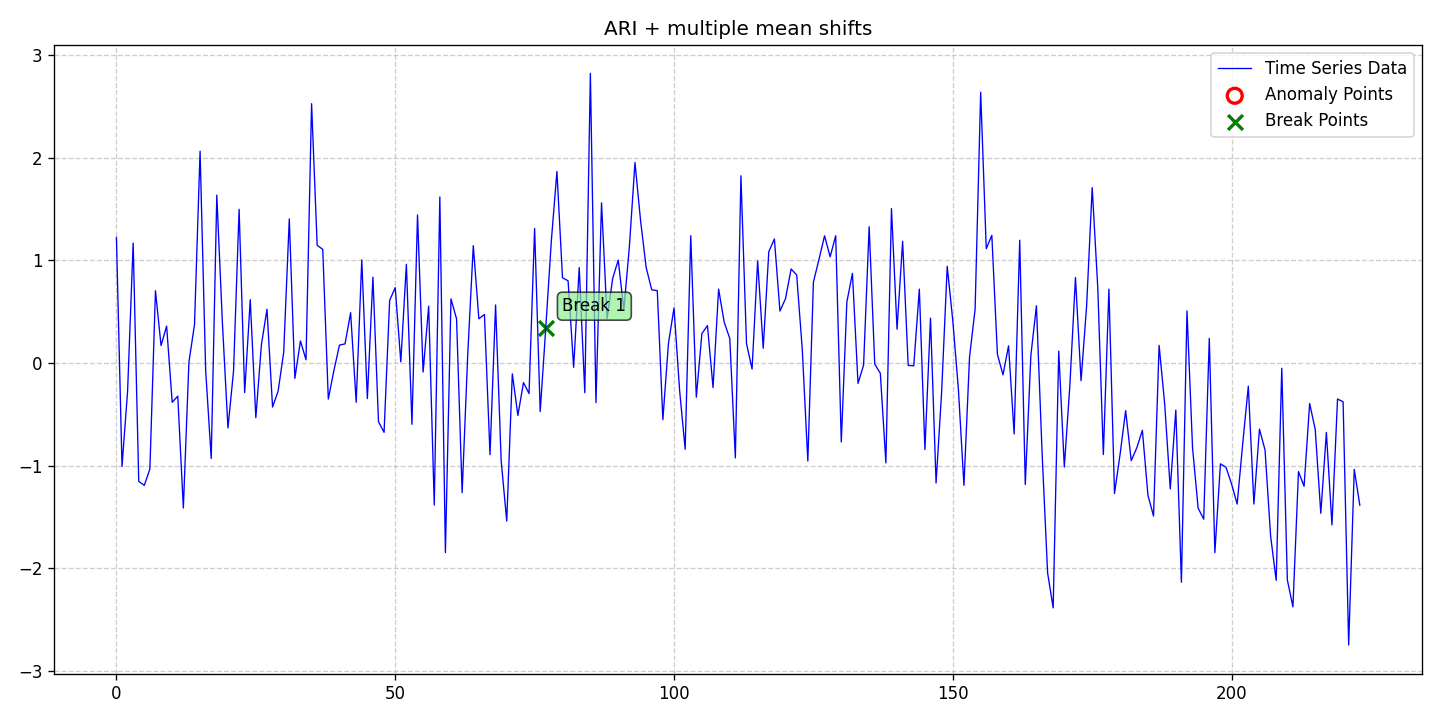 ARI + multiple mean shifts
Time Series Data
Anomaly Points
Break Points
Break 1
3
2
1
0
−1
−2
−3
0
50
100
150
200